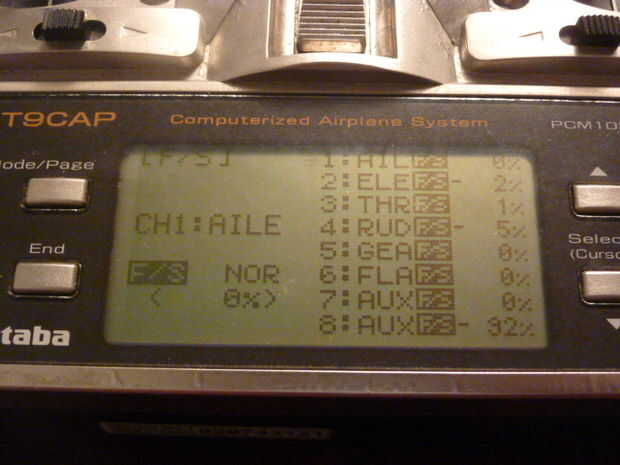 T9CAP Computerized Airplane System PCM10
Mode/Page
End
Select
(Cursor
taba
[F/S]
CH1:AILE
F/S NOR
( 0%)
1:AIL F/S 0%
2:ELE F/S - 2%
3:THR F/S 1%
4:RUD F/S - 5%
5:GEA F/S 0%
6:FLA F/S 0%
7:AUX F/S 0%
8:AUX F/S - 32%